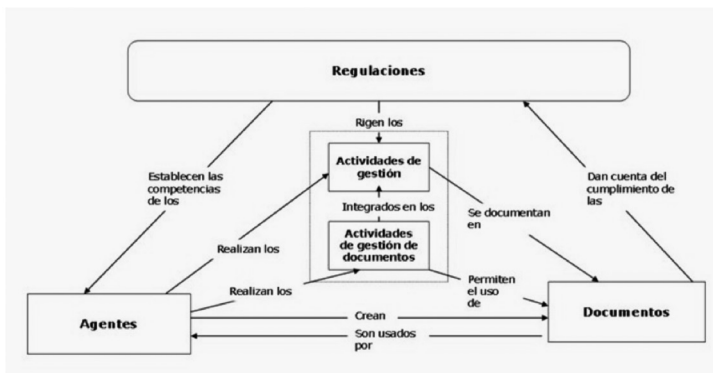 Regulaciones
Rigen los
Actividades de
gestión
Establecen las
competencias
de los
Dan cuenta del
cumplimiento de
las
Integrados en los
Se documentan
en
Actividades
de gestión de
documentos
Realizan los
Realizan los
Permiten
el uso
de
Agentes
Crean
Son usados
por
Documentos